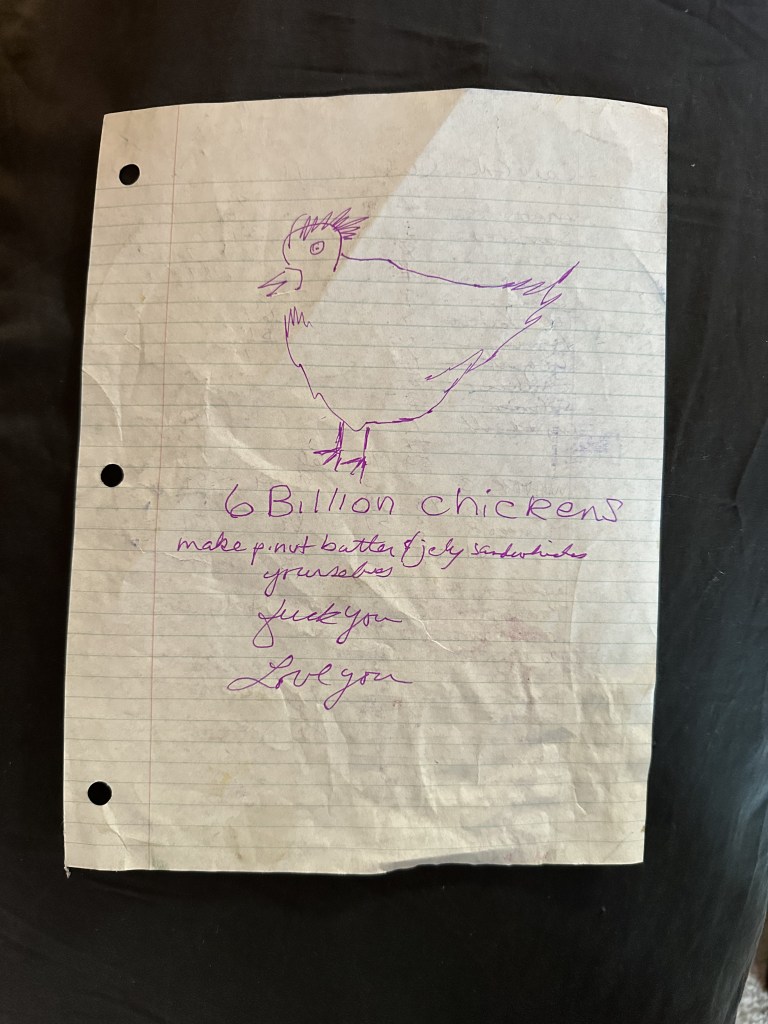 6 Billion chickens
make p.nut butter & jely sandwhiches
yourselves
fuck you
Love you